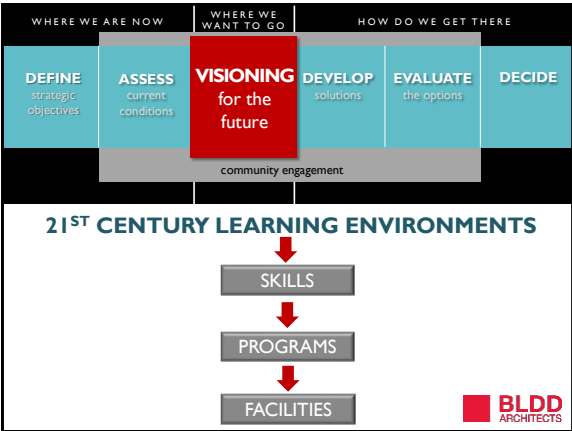 WHERE WE ARE NOW
WHERE WE
WANT TO GO
HOW DO WE GET THERE
DEFINE
strategic
objectives
ASSESS
current
conditions
VISIONING
for the
future
DEVELOP
solutions
EVALUATE
the options
DECIDE
community engagement
21ST CENTURY LEARNING ENVIRONMENTS
SKILLS
PROGRAMS
FACILITIES
BLDD
ARCHITECTS